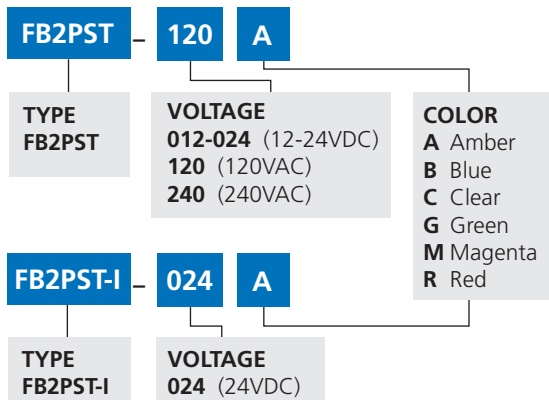 FB2PST – 120 A
TYPE
FB2PST
VOLTAGE
012-024 (12-24VDC)
120 (120VAC)
240 (240VAC)
COLOR
A Amber
B Blue
C Clear
G Green
M Magenta
R Red
FB2PST-I – 024 A
TYPE
FB2PST-I
VOLTAGE
024 (24VDC)